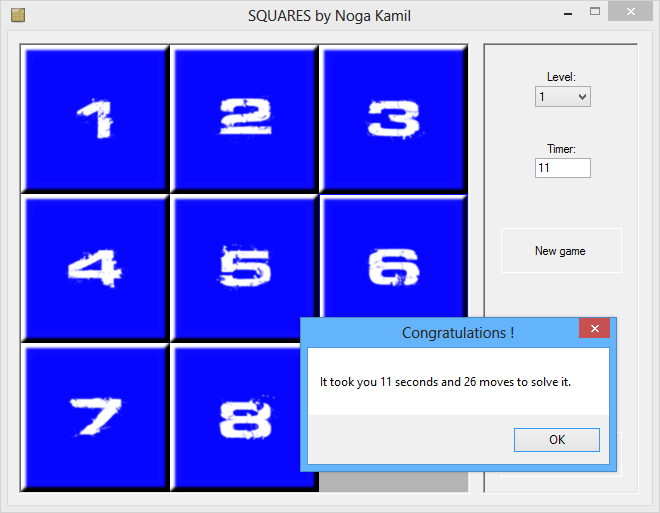 SQUARES by Noga Kamil
1 2 3
4 5 6
7 8
Level:
1
Timer:
11
New game
Congratulations !
It took you 11 seconds and 26 moves to solve it.
OK